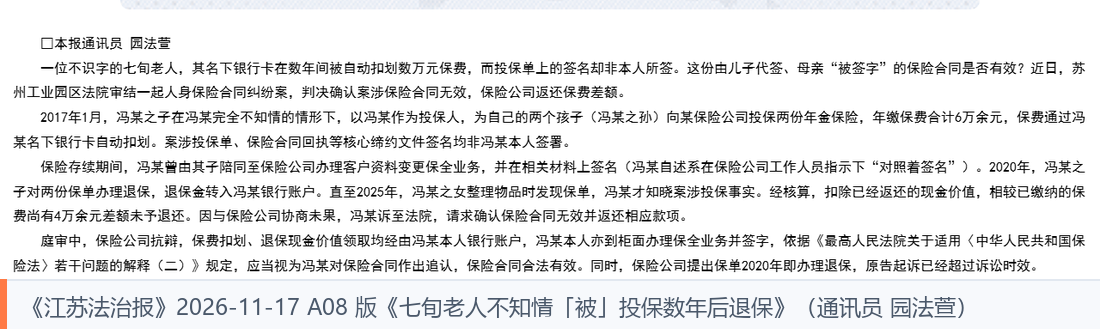 □本报通讯员 园法萱
一位不识字的七旬老人，其名下银行卡在数年间被自动扣划数万元保费，而投保单上的签名却非本人所签。这份由儿子代签、母亲“被签字”的保险合同是否有效？近日，苏
州工业园区法院审结一起人身保险合同纠纷案，判决确认案涉保险合同无效，保险公司返还保费差额。
2017年1月，冯某之子在冯某完全不知情的情形下，以冯某作为投保人，为自己的两个孩子（冯某之孙）向某保险公司投保两份年金保险，年缴保费合计6万余元，保费通过冯
某名下银行卡自动扣划。案涉投保单、保险合同回执等核心缔约文件签名均非冯某本人签署。
保险存续期间，冯某曾由其子陪同至保险公司办理客户资料变更保全业务，并在相关材料上签名（冯某自述系在保险公司工作人员指示下“对照着签名”）。2020年，冯某之
子对两份保单办理退保，退保金转入冯某银行账户。直至2025年，冯某之女整理物品时发现保单，冯某才知晓案涉投保事实。经核算，扣除已经返还的现金价值，相较已缴纳的保
费尚有4万余元差额未予退还。因与保险公司协商未果，冯某诉至法院，请求确认保险合同无效并返还相应款项。
庭审中，保险公司抗辩，保费扣划、退保现金价值领取均经由冯某本人银行账户，冯某本人亦到柜面办理保全业务并签字，依据《最高人民法院关于适用〈中华人民共和国保
险法〉若干问题的解释（二）》规定，应当视为冯某对保险合同作出追认，保险合同合法有效。同时，保险公司提出保单2020年即办理退保，原告起诉已经超过诉讼时效。
《江苏法治报》2026-11-17 A08 版《七旬老人不知情「被」投保数年后退保》（通讯员 园法萱）